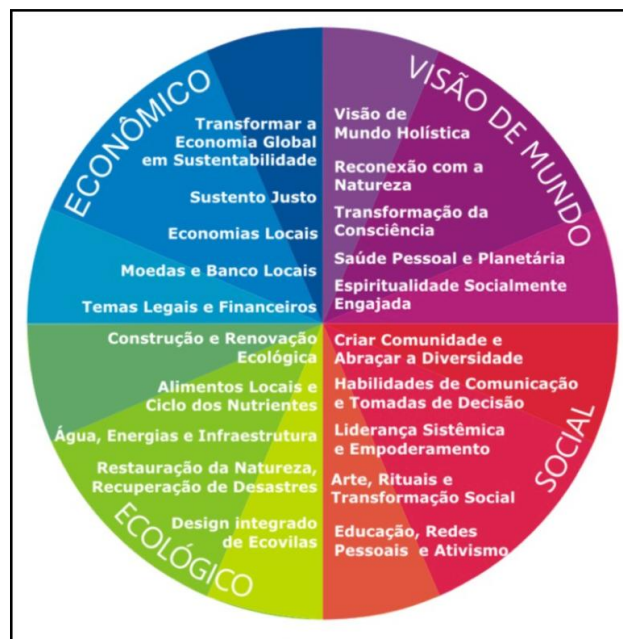 ECONÔMICO
Transformar a
Economia Global
em Sustentabilidade
Sustento Justo
Economias Locais
Moedas e Banco Locais
Temas Legais e Financeiros
VISÃO DE MUNDO
Visão de
Mundo Holística
Reconexão com a
Natureza
Transformação da
Consciência
Saúde Pessoal e Planetária
Espiritualidade Socialmente
Engajada
Construção e Renovação
Ecológica
Alimentos Locais e
Ciclo dos Nutrientes
Água, Energias e Infraestrutura
Restauração da Natureza,
Recuperação de Desastres
Design integrado
de Ecovilas
ECOLÓGICO
Criar Comunidade e
Abraçar a Diversidade
Habilidades de Comunicação
e Tomadas de Decisão
Liderança Sistêmica
e Empoderamento
Arte, Rituais e
Transformação Social
Educação, Redes
Pessoais e Ativismo
SOCIAL